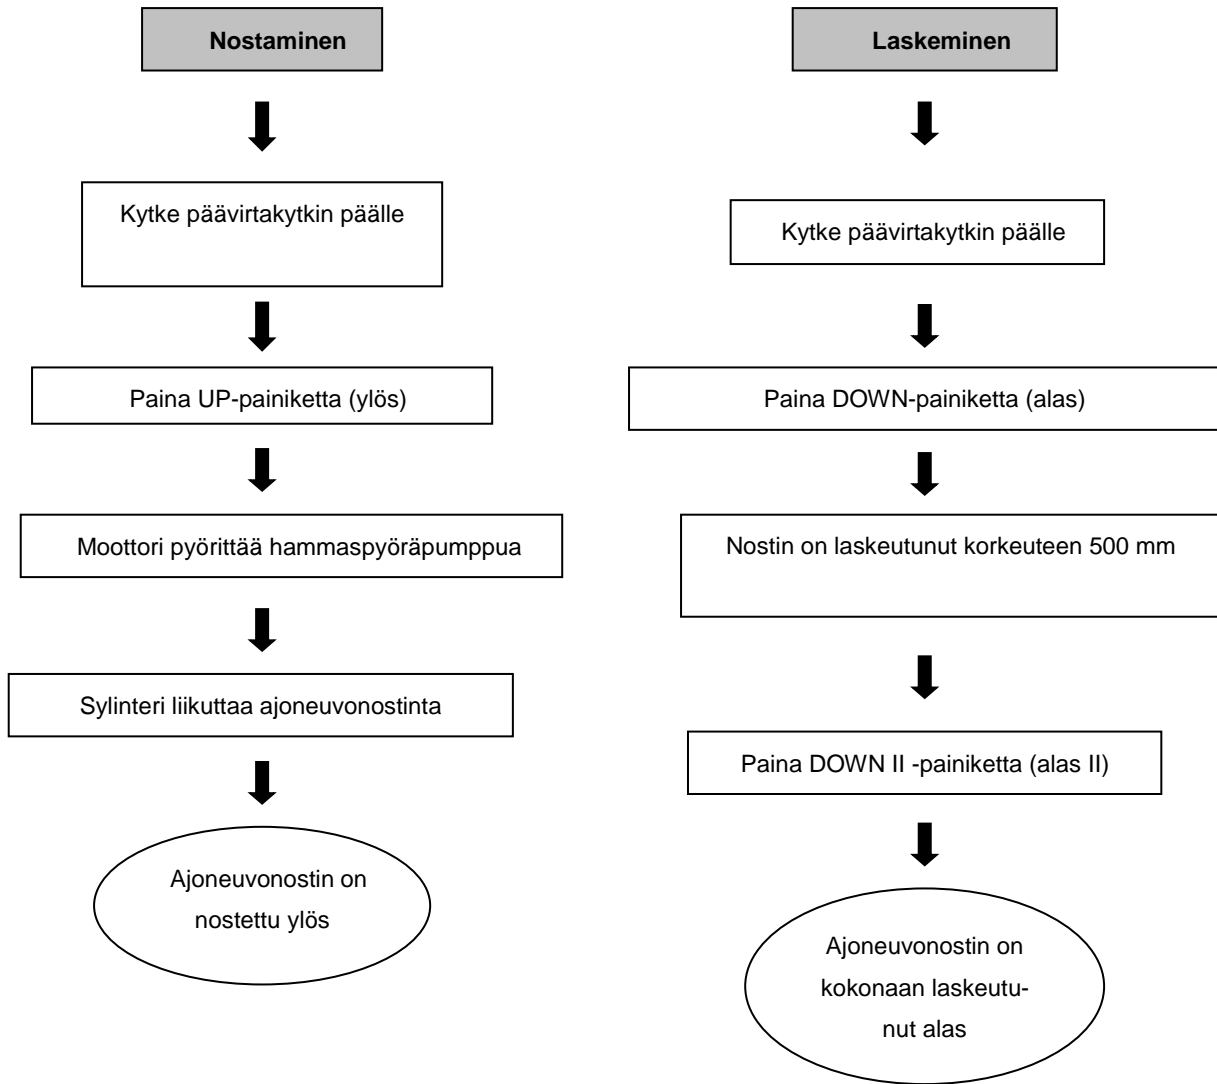 Nostaminen
Kytke päävirtakytkin päälle
Paina UP-painiketta (ylös)
Moottori pyörittää hammaspyöräpumppua
Sylinteri liikuttaa ajoneuvonostinta
Ajoneuvonostin on
nostettu ylös
Laskeminen
Kytke päävirtakytkin päälle
Paina DOWN-painiketta (alas)
Nostin on laskeutunut korkeuteen 500 mm
Paina DOWN II -painiketta (alas II)
Ajoneuvonostin on
kokonaan laskeutu-
nut alas